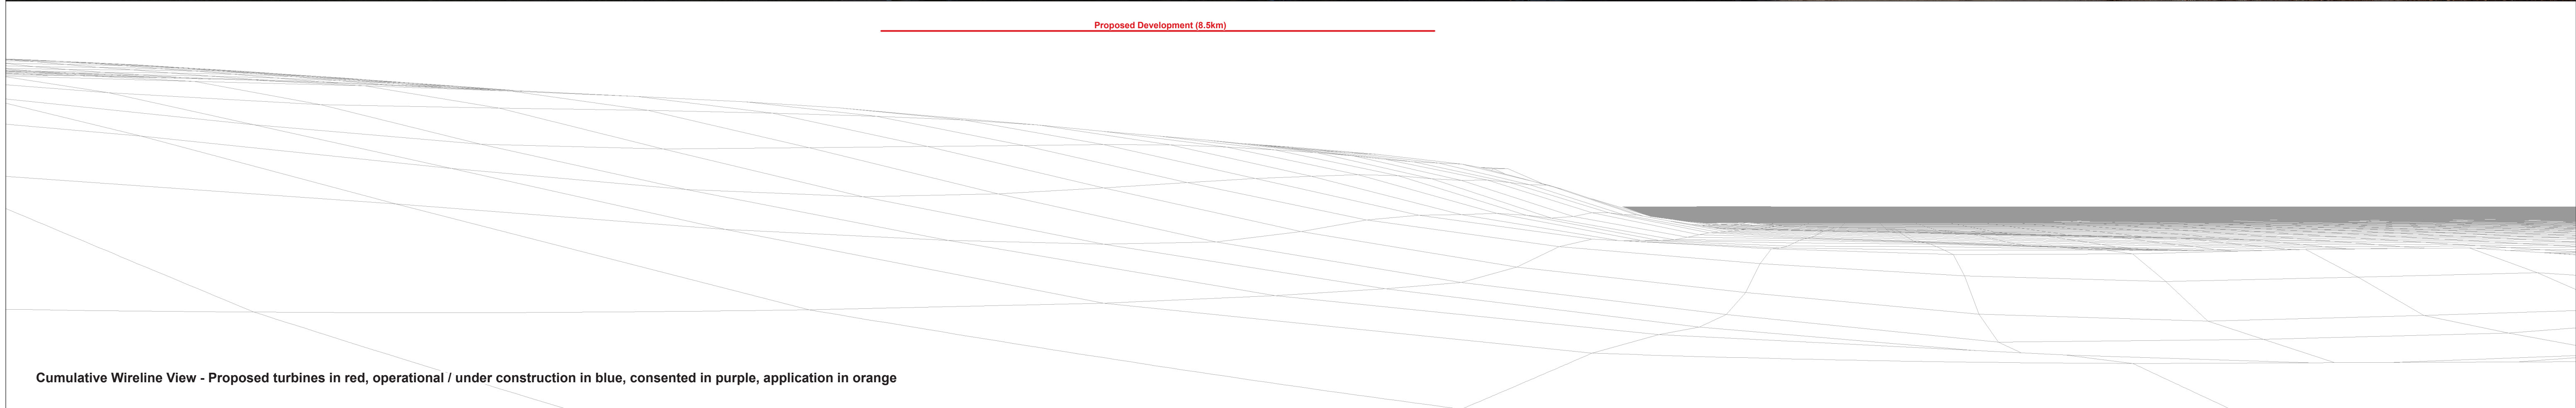 Proposed Development (8.5km)
Cumulative Wireline View - Proposed turbines in red, operational / under construction in blue, consented in purple, application in orange